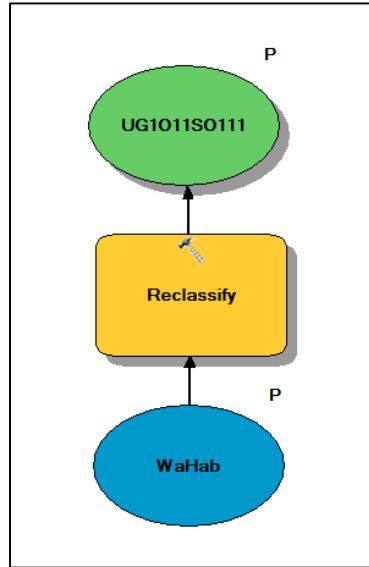 P
UG1O11SO111
Reclassify
P
WaHab